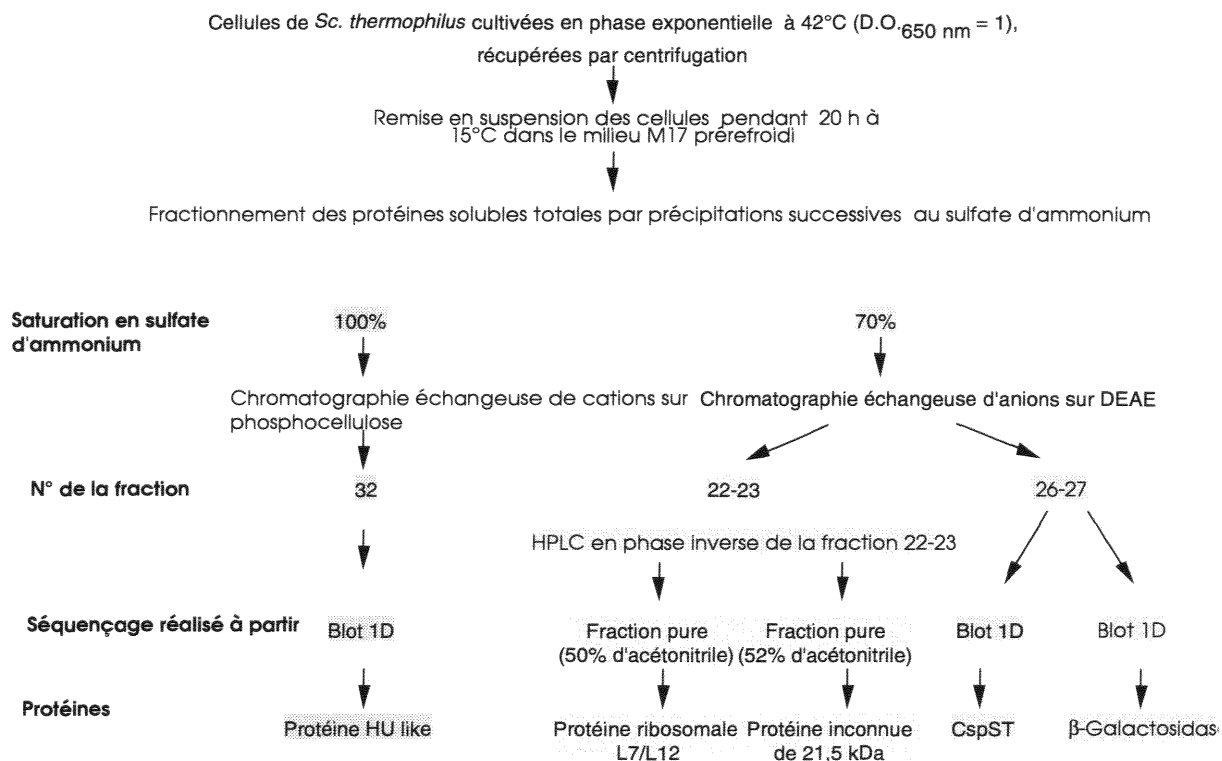 Cellules de Sc. thermophilus cultivées en phase exponentielle à 42°C (D.O.650 nm = 1),
récupérées par centrifugation
Remise en suspension des cellules pendant 20 h à
15°C dans le milieu M17 prérefroidi
Fractionnement des protéines solubles totales par précipitations successives au sulfate d'ammonium
Saturation en sulfate
d'ammonium
100%
70%
Chromatographie échangeuse de cations sur
phosphocellulose
Chromatographie échangeuse d'anions sur DEAE
N° de la fraction
32
22-23
26-27
HPLC en phase inverse de la fraction 22-23
Séquençage réalisé à partir
Blot 1D
Fraction pure
(50% d'acétonitrile)
Fraction pure
(52% d'acétonitrile)
Blot 1D
Blot 1D
Protéines
Protéine HU like
Protéine ribosomale
L7/L12
Protéine inconnue
de 21,5 kDa
CspST
β-Galactosidase